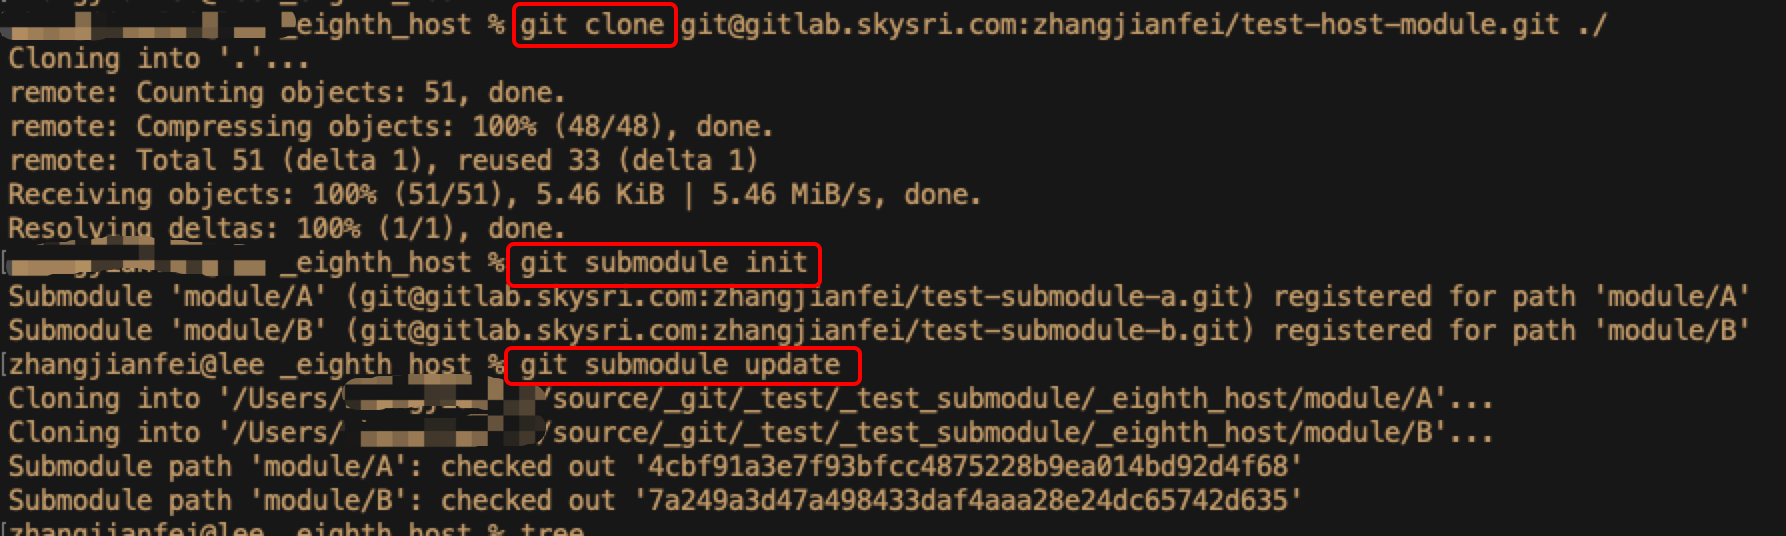 _eighth_host % git clone git@gitlab.skysri.com:zhangjianfei/test-host-module.git ./
Cloning into '.'...
remote: Counting objects: 51, done.
remote: Compressing objects: 100% (48/48), done.
remote: Total 51 (delta 1), reused 33 (delta 1)
Receiving objects: 100% (51/51), 5.46 KiB | 5.46 MiB/s, done.
Resolving deltas: 100% (1/1), done.
_eighth_host % git submodule init
Submodule 'module/A' (git@gitlab.skysri.com:zhangjianfei/test-submodule-a.git) registered for path 'module/A'
Submodule 'module/B' (git@gitlab.skysri.com:zhangjianfei/test-submodule-b.git) registered for path 'module/B'
[zhangjianfei@lee _eighth_host % git submodule update
Cloning into '/Users/ /source/_git/_test/_test_submodule/_eighth_host/module/A'...
Cloning into '/Users/ /source/_git/_test/_test_submodule/_eighth_host/module/B'...
Submodule path 'module/A': checked out '4cbf91a3e7f93bfcc4875228b9ea014bd92d4f68'
Submodule path 'module/B': checked out '7a249a3d47a498433daf4aaa28e24dc65742d635'
[zhangjianfei@lee _eighth_host % tree